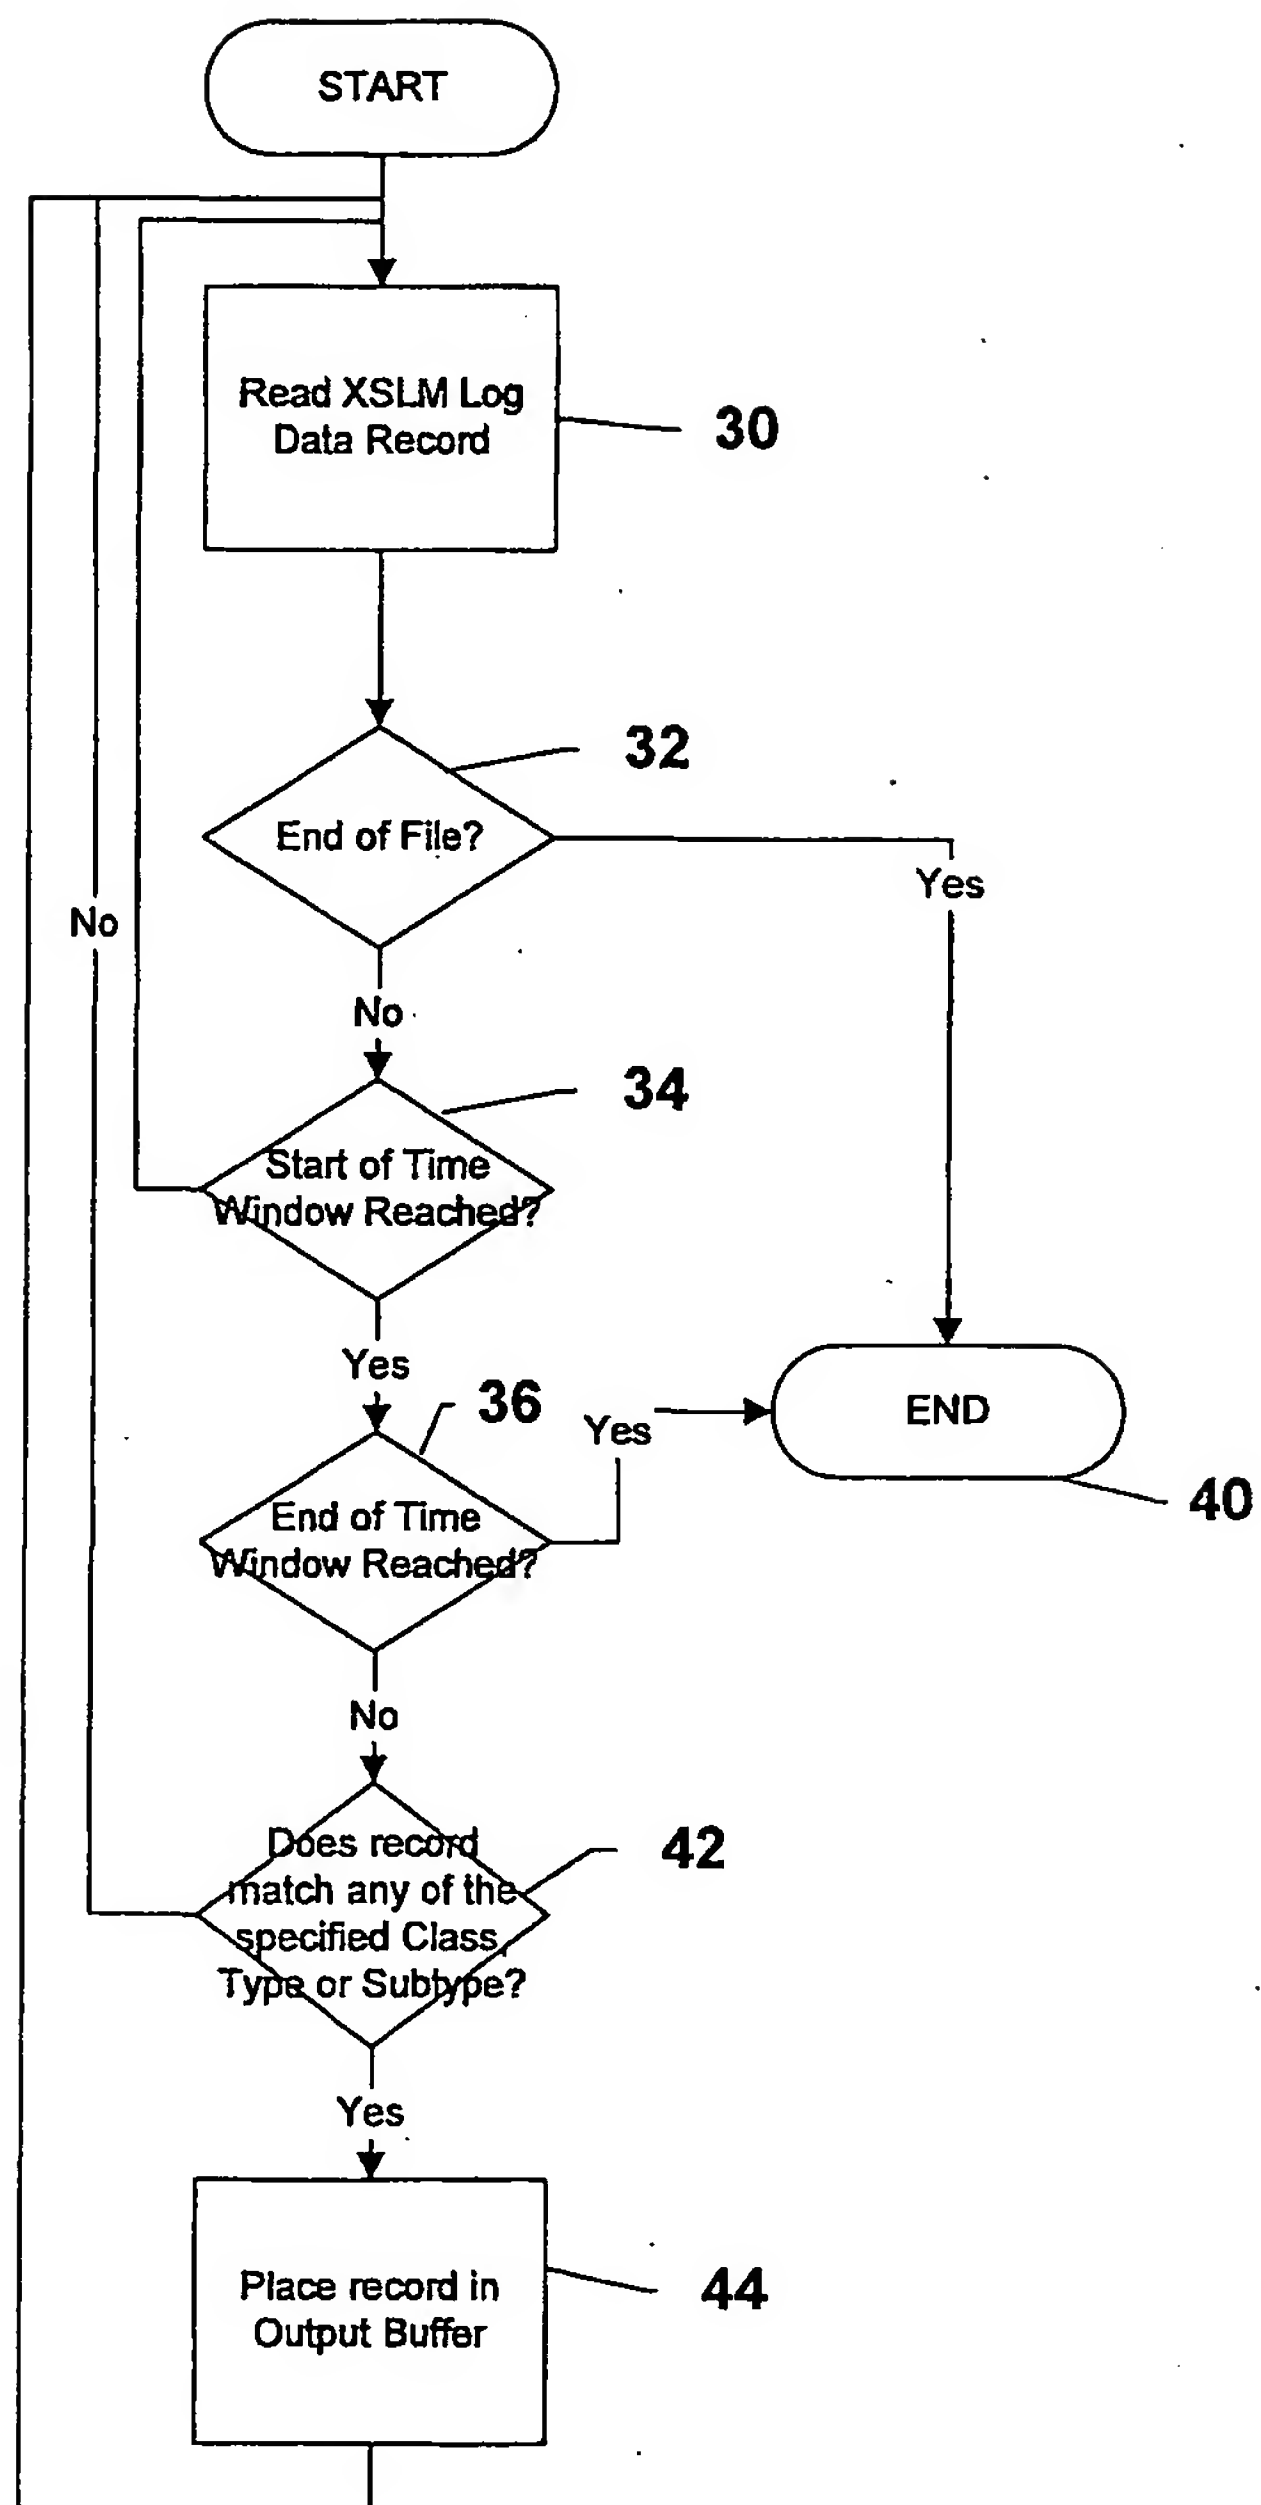 START
Read XSLM Log
Data Record
30
32
End of File?
Yes
No
No
34
Start of Time
Window Reached?
Yes
36
Yes
END
40
End of Time
Window Reached?
No
Does record
match any of the
specified Class,
Type or Subtype?
42
Yes
Place record in
Output Buffer
44